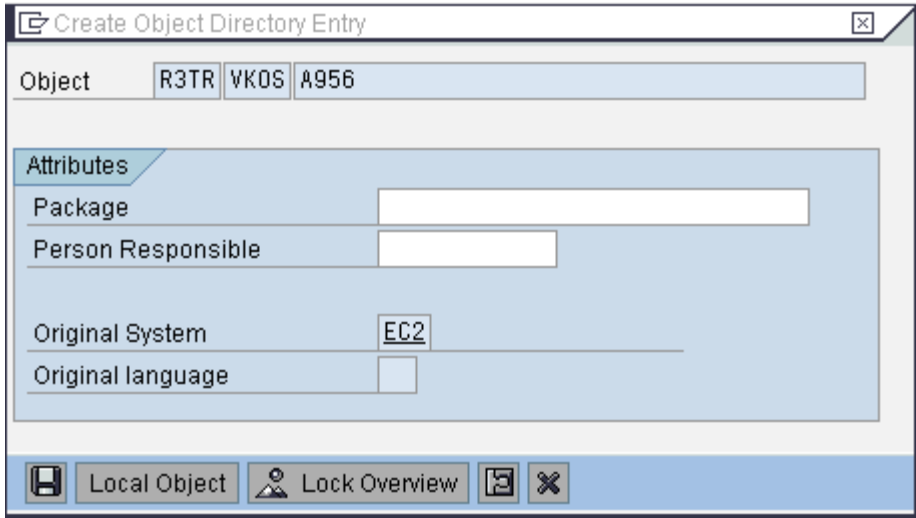 Create Object Directory Entry
Object R3TR VKOS A956
Attributes
Package
Person Responsible
Original System EC2
Original language
Local Object Lock Overview